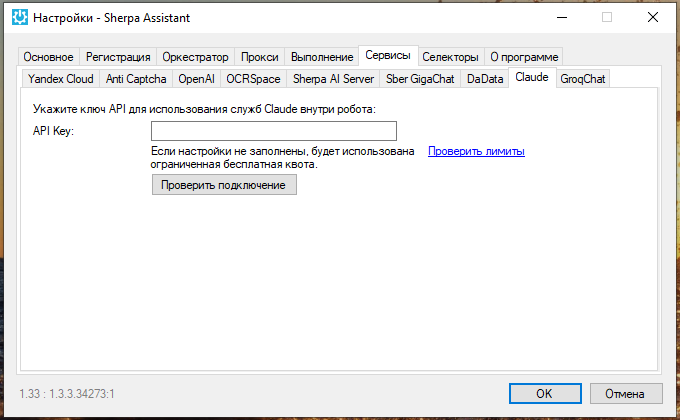 Настройки - Sherpa Assistant
Основное Регистрация Оркестратор Прокси Выполнение Сервисы Селекторы О программе
Yandex Cloud Anti Captcha OpenAI OCRSpace Sherpa AI Server Sber GigaChat DaData Claude GroqChat
Укажите ключ API для использования служб Claude внутри робота:
API Key:
Если настройки не заполнены, будет использована Проверить лимиты
ограниченная бесплатная квота.
Проверить подключение
1.33 : 1.3.3.34273:1 OK Отмена